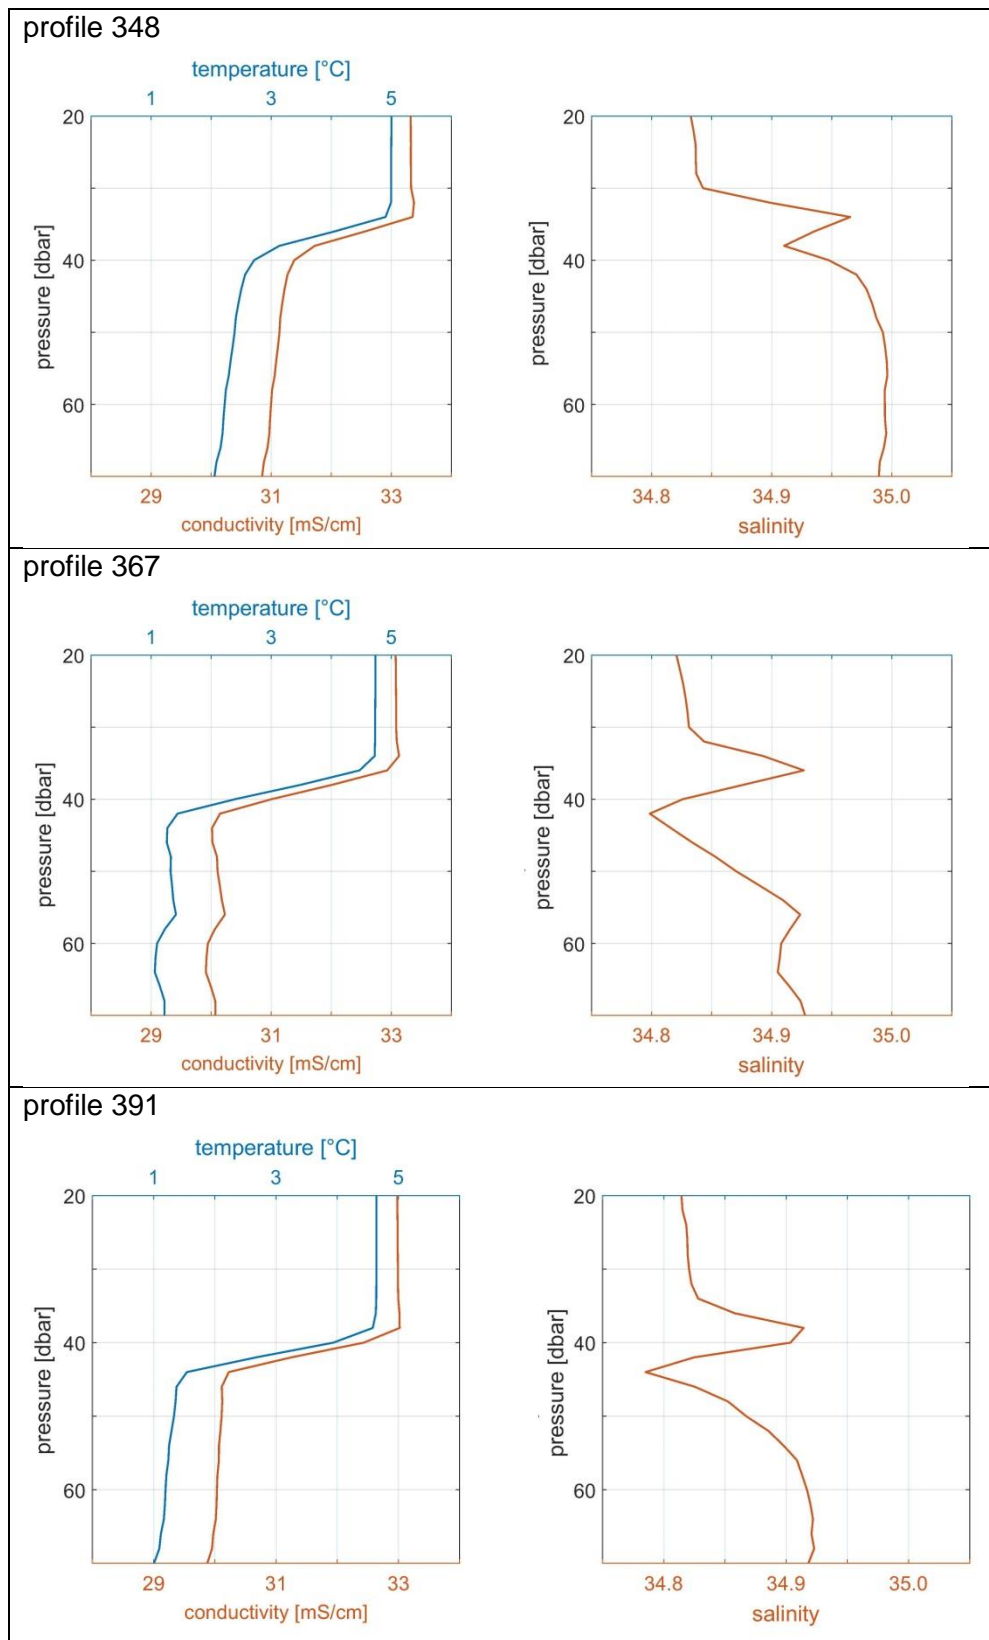 profile 348
temperature [°C]
1 3 5
20 20
40 40
60 60
pressure [dbar] pressure [dbar]
29 31 33 34.8 34.9 35.0
conductivity [mS/cm] salinity
profile 367
temperature [°C]
1 3 5
20 20
40 40
60 60
pressure [dbar] pressure [dbar]
29 31 33 34.8 34.9 35.0
conductivity [mS/cm] salinity
profile 391
temperature [°C]
1 3 5
20 20
40 40
60 60
pressure [dbar] pressure [dbar]
29 31 33 34.8 34.9 35.0
conductivity [mS/cm] salinity